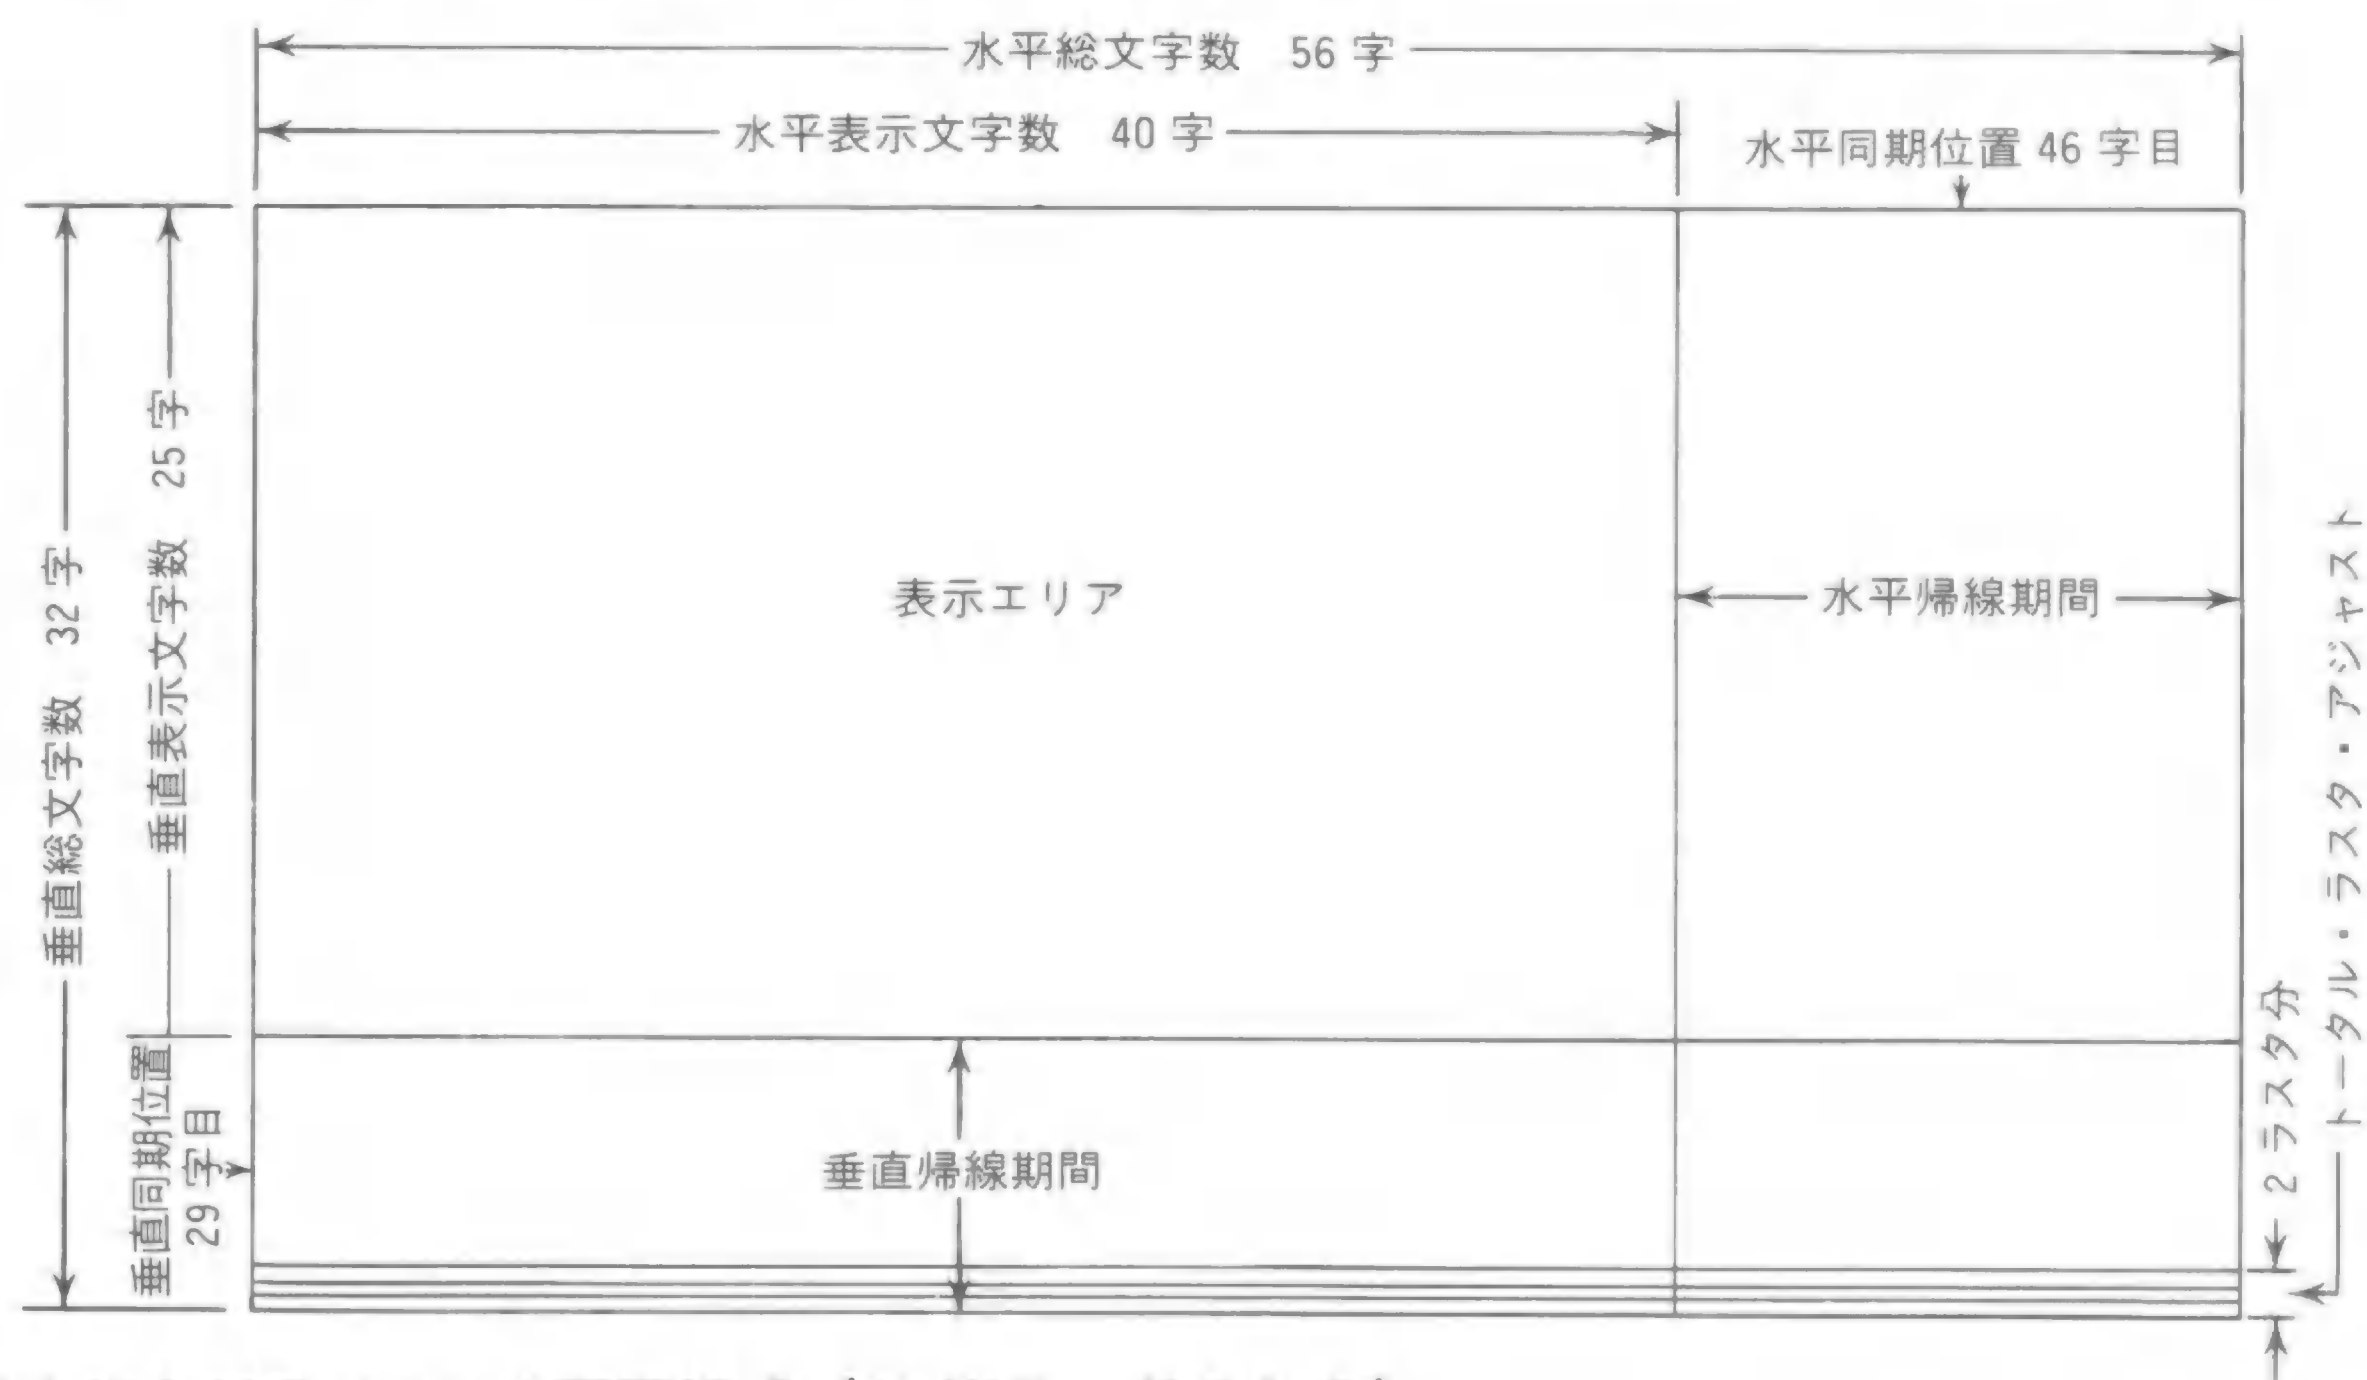 水平総文字数 56字
水平表示文字数 40字
水平同期位置46字目
垂直総文字数 32字
垂直表示文字数 25字
表示エリア
水平帰線期間
垂直同期位置
29字目
垂直帰線期間
2ラスタ分
トータル・ラスタ・アジャスト